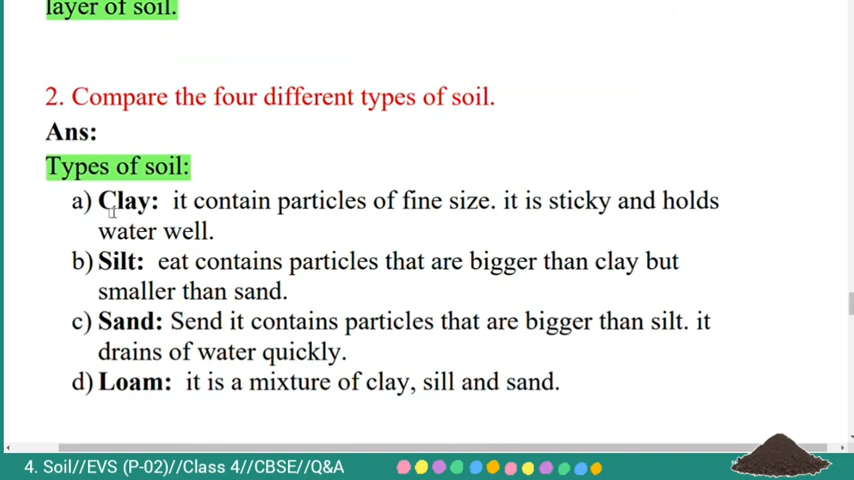 layer of soil.
2. Compare the four different types of soil.
Ans:
Types of soil:
a) Clay: it contain particles of fine size. it is sticky and holds
water well.
b) Silt: eat contains particles that are bigger than clay but
smaller than sand.
c) Sand: Send it contains particles that are bigger than silt. it
drains of water quickly.
d) Loam: it is a mixture of clay, sill and sand.
4. Soil//EVS (P-02)//Class 4//CBSE//Q&A